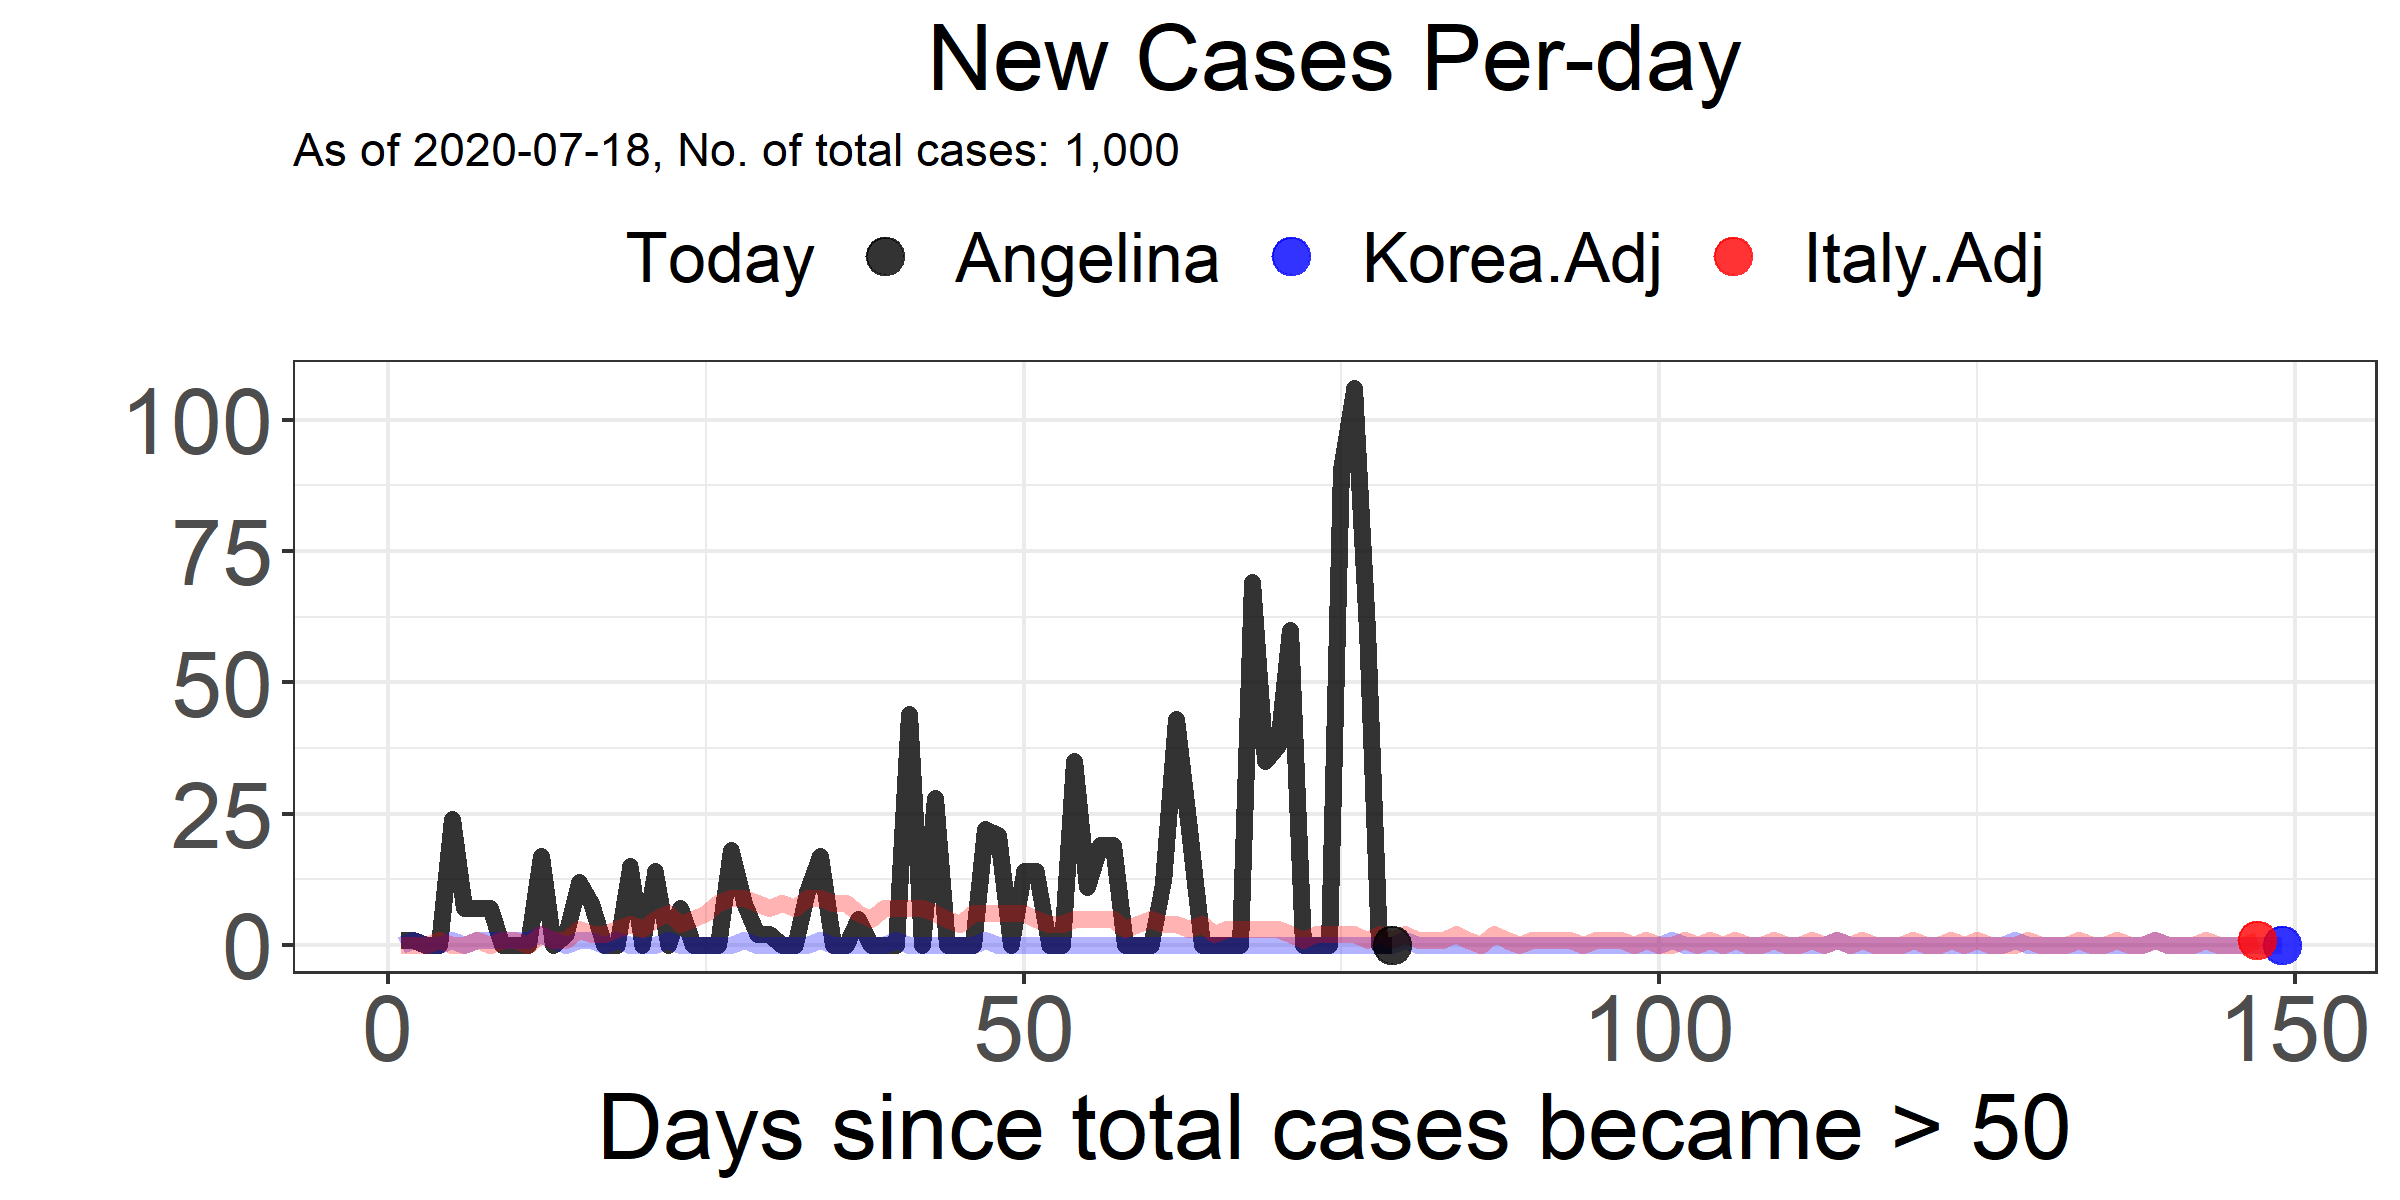 New Cases Per-day
As of 2020-07-18, No. of total cases: 1,000
Today Angelina Korea.Adj Italy.Adj
100
75
50
25
0
0 50 100 150
Days since total cases became > 50